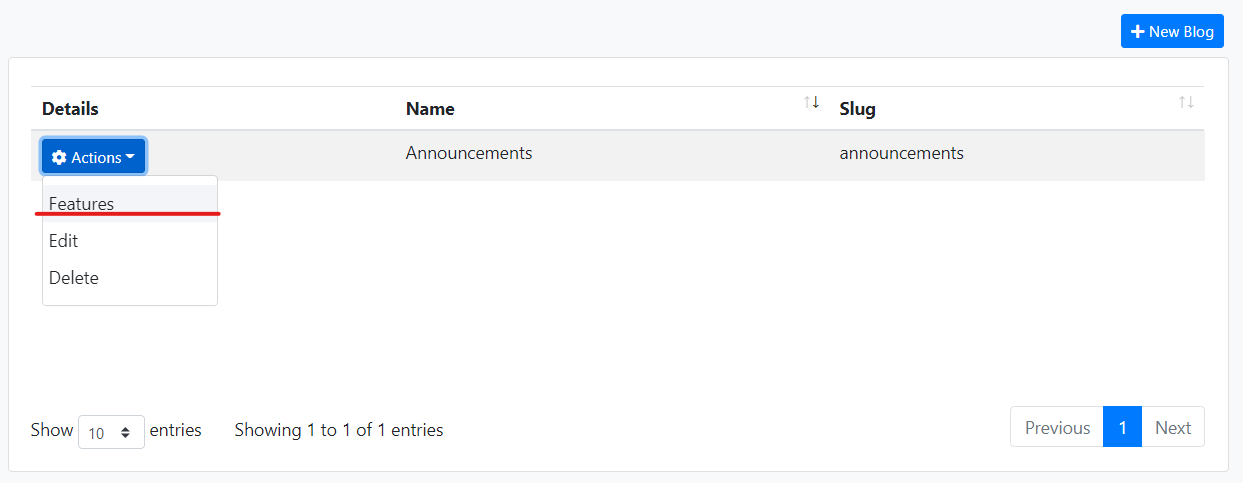 New Blog
Details Name Slug
Actions Announcements announcements
Features
Edit
Delete
Show 10 entries Showing 1 to 1 of 1 entries Previous 1 Next